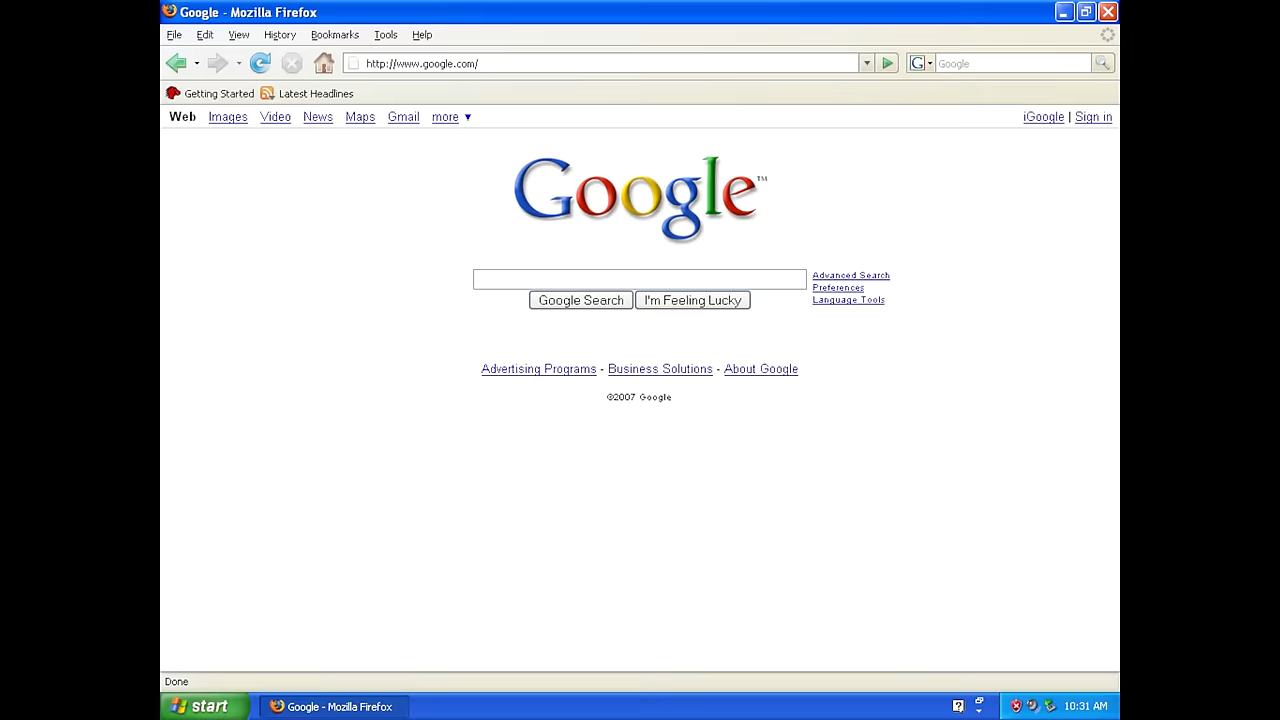 Google - Mozilla Firefox
File Edit View History Bookmarks Tools Help
http://www.google.com/ G Google
Getting Started Latest Headlines
Web Images Video News Maps Gmail more ▼ iGoogle | Sign in
Google™
Advanced Search
Preferences
Language Tools
Google Search I'm Feeling Lucky
Advertising Programs - Business Solutions - About Google
©2007 Google
Done
start Google - Mozilla Firefox ? 10:31 AM